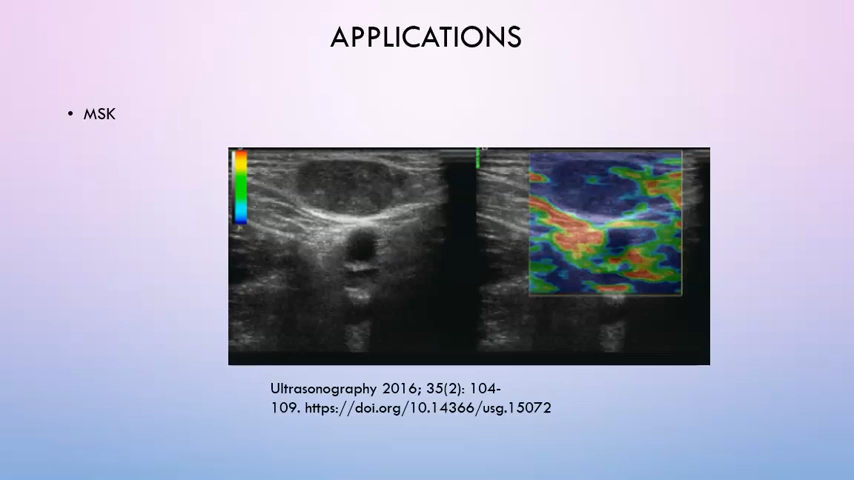 APPLICATIONS
• MSK
Ultrasonography 2016; 35(2): 104-
109. https://doi.org/10.14366/usg.15072